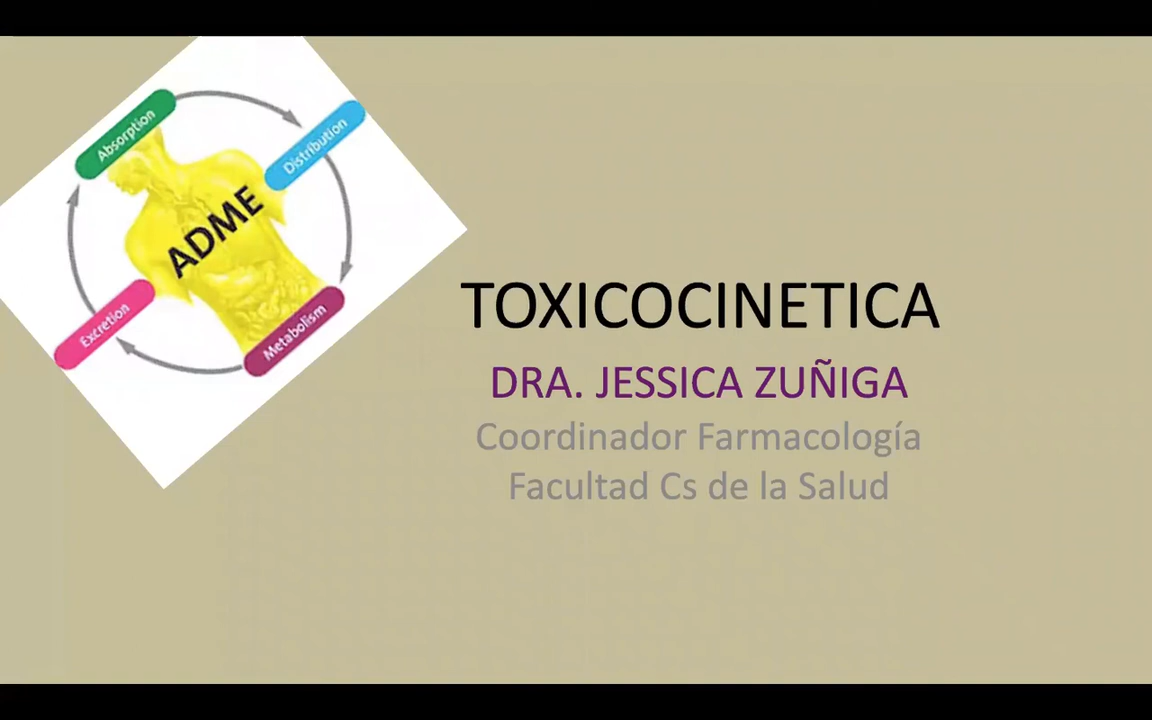 Absorption
Distribution
ADME
Excretion
Metabolism
TOXICOCINETICA
DRA. JESSICA ZUÑIGA
Coordinador Farmacología
Facultad Cs de la Salud